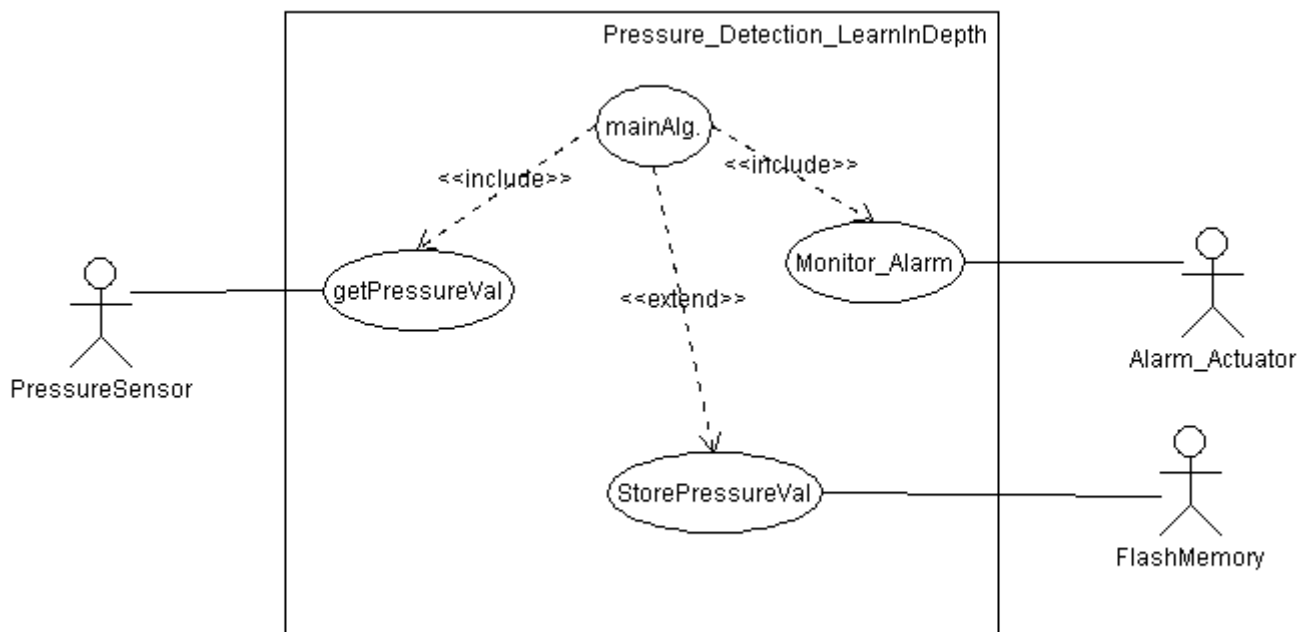 Pressure_Detection_LearnInDepth
mainAlg.
<<include>>
<<include>>
getPressureVal
Monitor_Alarm
<<extend>>
PressureSensor
Alarm_Actuator
StorePressureVal
FlashMemory